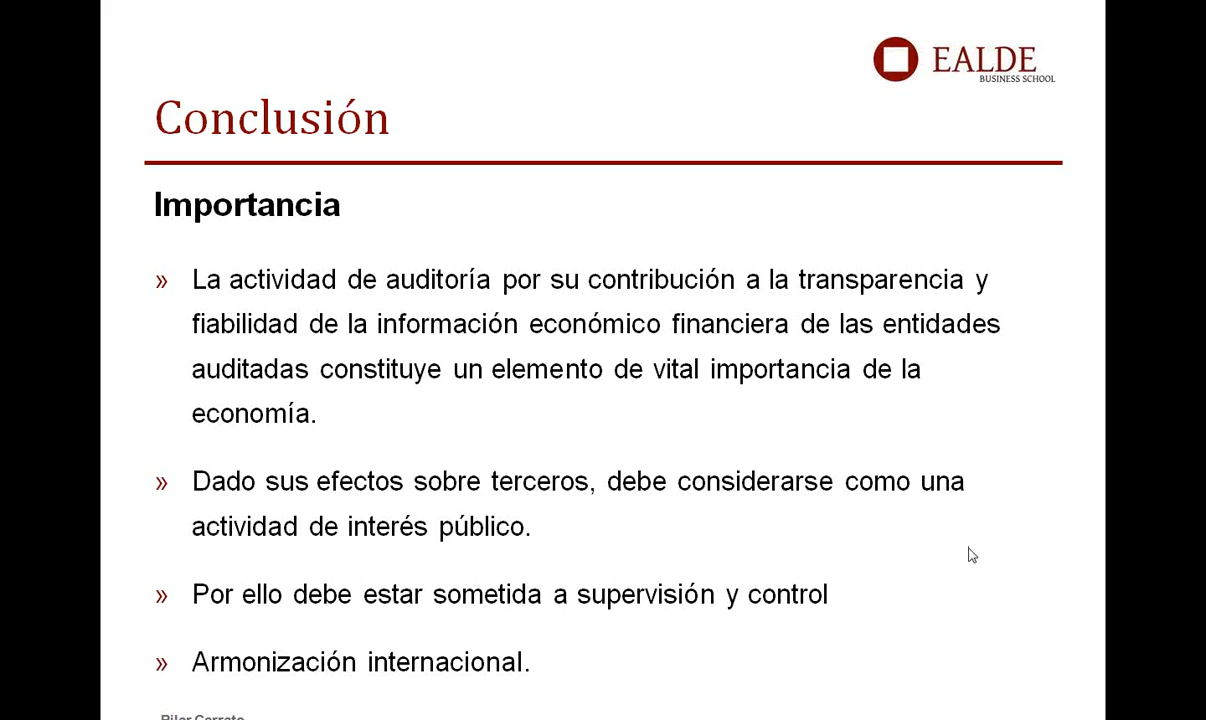 EALDE
BUSINESS SCHOOL
Conclusión
Importancia
» La actividad de auditoría por su contribución a la transparencia y
fiabilidad de la información económico financiera de las entidades
auditadas constituye un elemento de vital importancia de la
economía.
» Dado sus efectos sobre terceros, debe considerarse como una
actividad de interés público.
» Por ello debe estar sometida a supervisión y control
» Armonización internacional.